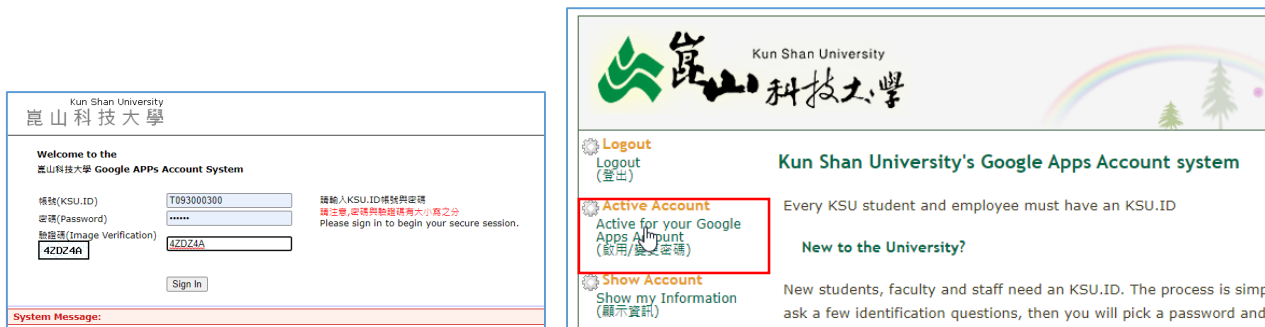 Kun Shan University
崑山科技大學
Welcome to the
崑山科技大學 Google APPs Account System
帳號(KSU.ID)
T093000300
請輸入KSU.ID帳號與密碼
密碼(Password)
••••••
請注意,密碼與驗證碼有大小寫之分
Please sign in to begin your secure session.
驗證碼(Image Verification)
4ZDZ4A
4ZDZ4A
Sign In
System Message:
Kun Shan University
崑山科技大學
Logout
Logout
(登出)
Active Account
Active for your Google
Apps
(啟用/變更密碼)
Show Account
Show my Information
(顯示資訊)
Kun Shan University's Google Apps Account system
Every KSU student and employee must have an KSU.ID
New to the University?
New students, faculty and staff need an KSU.ID. The process is simp
ask a few identification questions, then you will pick a password and